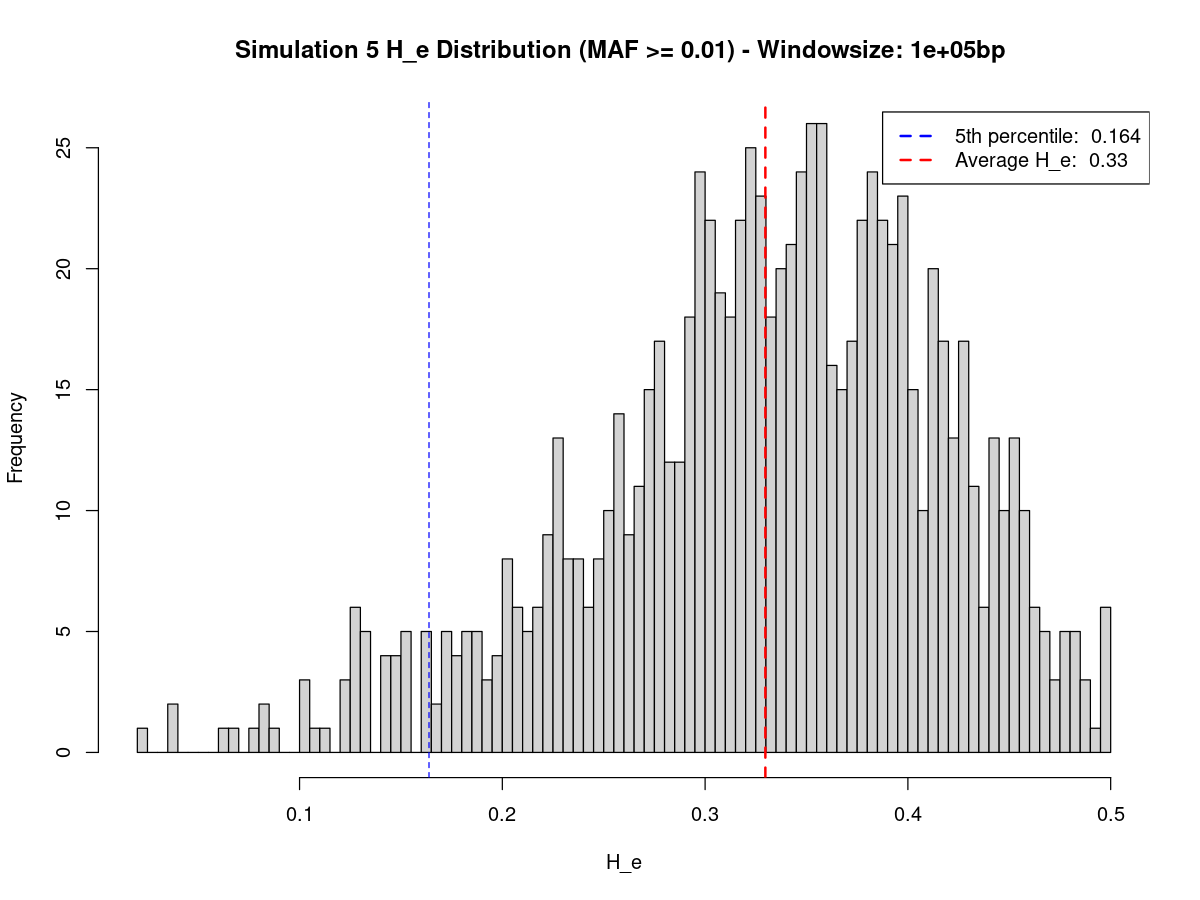 Simulation 5 H_e Distribution (MAF >= 0.01) - Windowsize: 1e+05bp
5th percentile: 0.164
Average H_e: 0.33
25
20
15
10
5
0
Frequency
0.1 0.2 0.3 0.4 0.5
H_e